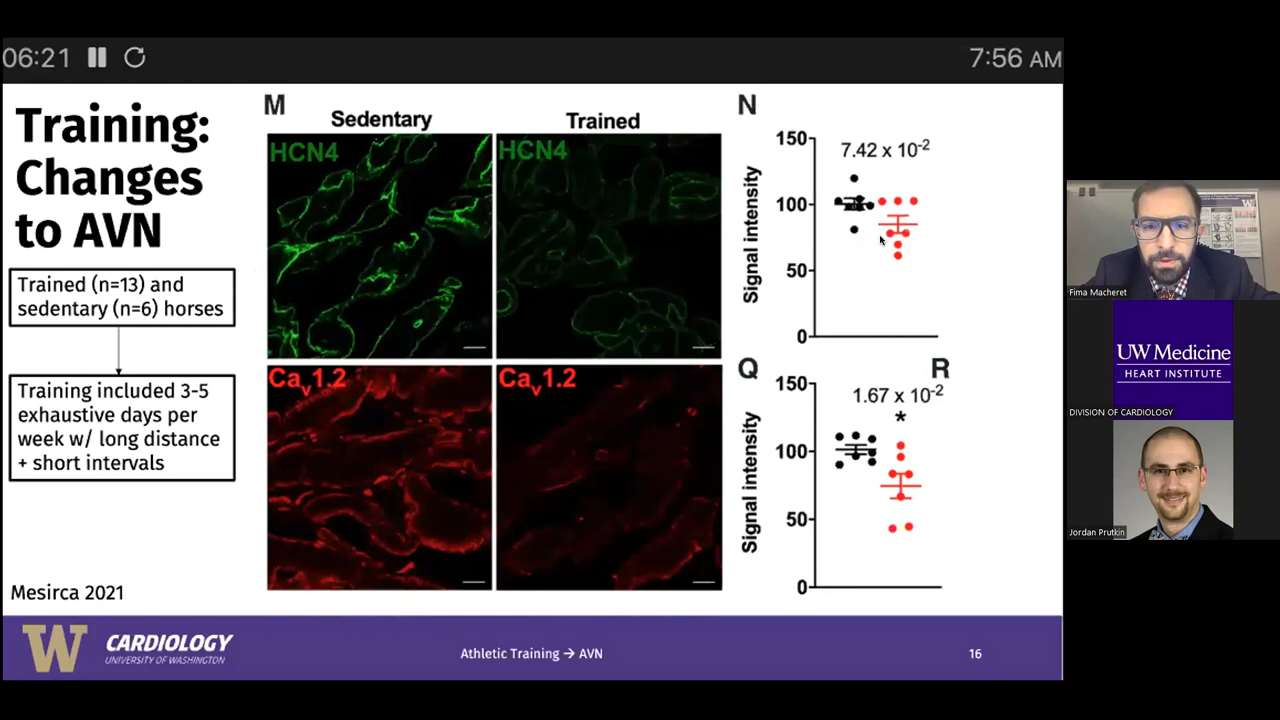 06:21
7:56 AM
Training:
Changes
to AVN
Trained (n=13) and
sedentary (n=6) horses
Training included 3-5
exhaustive days per
week w/ long distance
+ short intervals
Mesirca 2021
M
Sedentary
Trained
HCN4
HCN4
Cav1.2
Cav1.2
N
150
100
50
0
Signal intensity
7.42 x 10-2
Q
R
150
100
50
0
Signal intensity
1.67 x 10-2
*
W
CARDIOLOGY
UNIVERSITY OF WASHINGTON
Athletic Training → AVN
16
Fima Macheret
UW Medicine
HEART INSTITUTE
DIVISION OF CARDIOLOGY
Jordan Prutkin